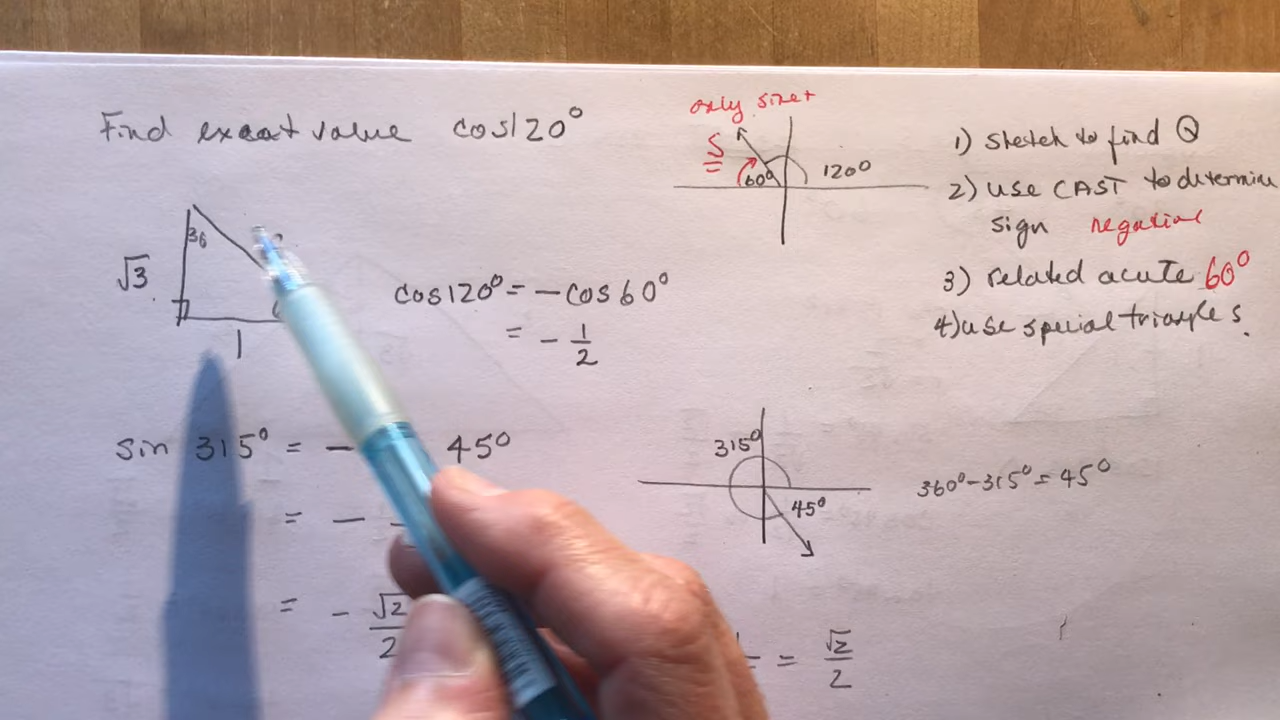 Find exact value cos120°
only sine+
S
60° 120°
1) sketch to find Q
2) use CAST to determine
sign negative
3) related acute 60°
4) use special triangles.
30
√3
1
cos120° = -cos60°
= - 1/2
sin 315° = - 45°
= -
= - √2/2
315°
45°
360° - 315° = 45°
= √2/2